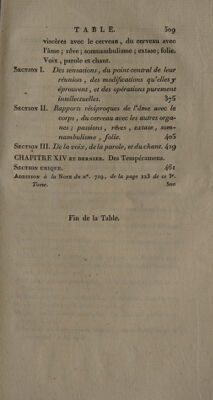 TABLE. 509
viscères avec le cerveau, du cerveau avec
l'âme; rêve; somnambulisme; extase; folie.
Voix, parole et chant.
SECTION I. Des sensations, du point central de leur
réunion, des modifications qu'elles y
éprouvent, et des opérations purement
intellectuelles. 375
SECTION II. Rapports réciproques de l'âme avec le
corps, du cerveau avec les autres orga-
nes; passions, rêves, extase, som-
nambulisme, folie. 405
SECTION III. De la voix, de la parole, et du chant. 429
CHAPITRE XIV ET DERNIER. Des Tempéramens.
SECTION UNIQUE. 461
ADDITION à la NOTE du n°. 729, de la page 123 de ce Ir.
Tome. 500
Fin de la Table.